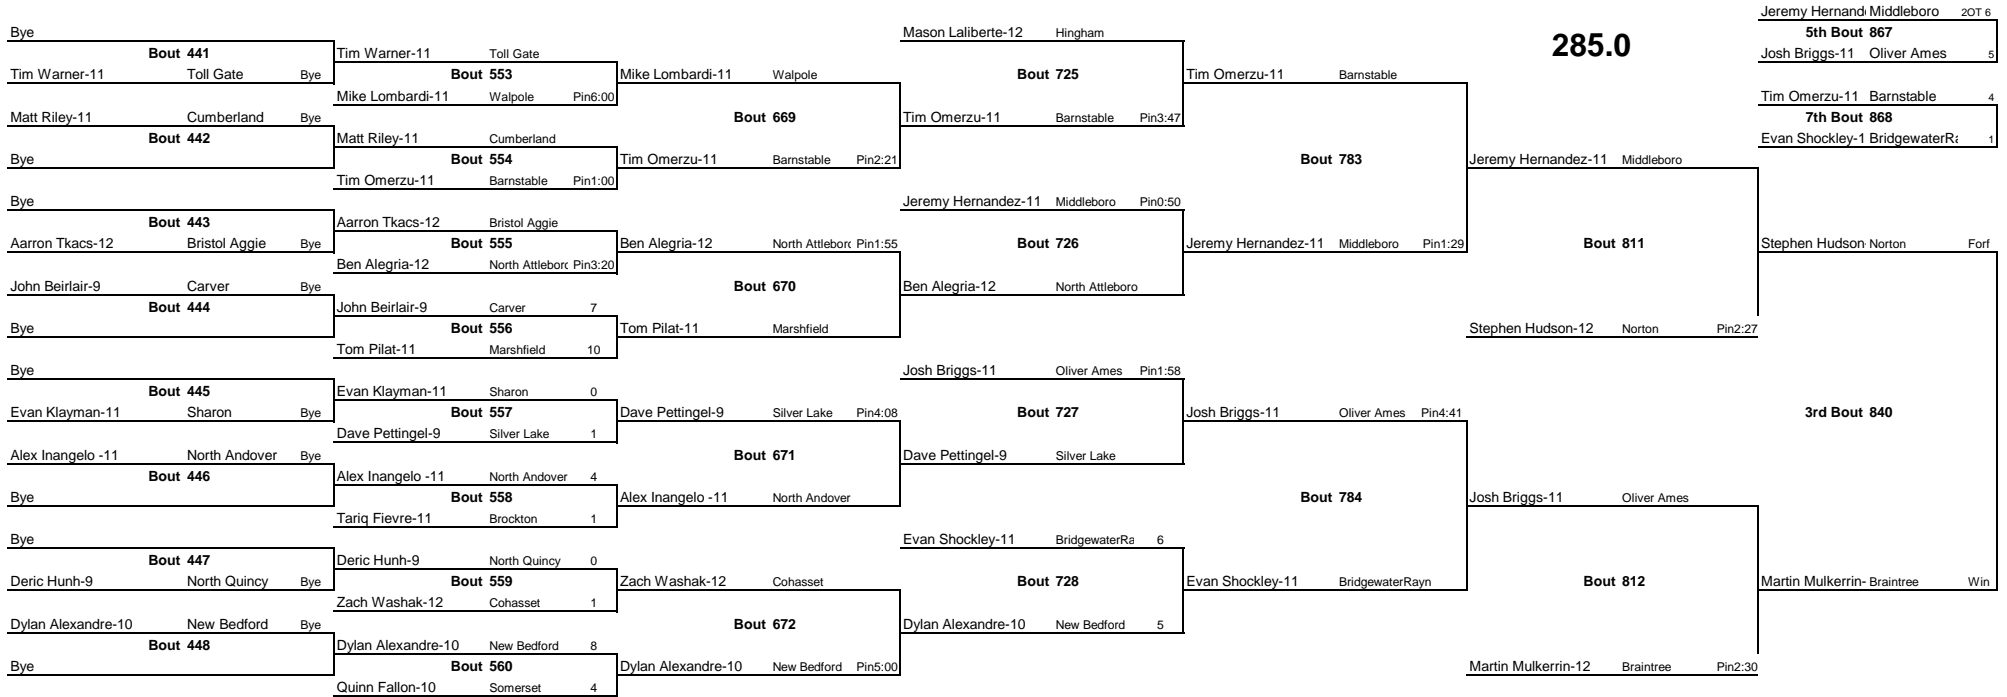 Jeremy Hernand Middleboro 2OT 6
Bye Mason Laliberte-12 Hingham 285.0 5th Bout 867
Bout 441 Tim Warner-11 Toll Gate Josh Briggs-11 Oliver Ames 5
Tim Warner-11 Toll Gate Bye Bout 553 Mike Lombardi-11 Walpole Bout 725 Tim Omerzu-11 Barnstable
Mike Lombardi-11 Walpole Pin6:00 Tim Omerzu-11 Barnstable 4
Matt Riley-11 Cumberland Bye Bout 669 Tim Omerzu-11 Barnstable Pin3:47 7th Bout 868
Bout 442 Matt Riley-11 Cumberland Evan Shockley-1 BridgewaterRa 1
Bye Bout 554 Tim Omerzu-11 Barnstable Pin2:21 Bout 783 Jeremy Hernandez-11 Middleboro
Tim Omerzu-11 Barnstable Pin1:00
Bye Jeremy Hernandez-11 Middleboro Pin0:50
Bout 443 Aarron Tkacs-12 Bristol Aggie
Aarron Tkacs-12 Bristol Aggie Bye Bout 555 Ben Alegria-12 North Attleborc Pin1:55 Bout 726 Jeremy Hernandez-11 Middleboro Pin1:29 Bout 811 Stephen Hudson- Norton Forf
Ben Alegria-12 North Attleborc Pin3:20
John Beirlair-9 Carver Bye Bout 670 Ben Alegria-12 North Attleboro
Bout 444 John Beirlair-9 Carver 7
Bye Bout 556 Tom Pilat-11 Marshfield Stephen Hudson-12 Norton Pin2:27
Tom Pilat-11 Marshfield 10
Bye Josh Briggs-11 Oliver Ames Pin1:58
Bout 445 Evan Klayman-11 Sharon 0
Evan Klayman-11 Sharon Bye Bout 557 Dave Pettingel-9 Silver Lake Pin4:08 Bout 727 Josh Briggs-11 Oliver Ames Pin4:41 3rd Bout 840
Dave Pettingel-9 Silver Lake 1
Alex Inangelo -11 North Andover Bye Bout 671 Dave Pettingel-9 Silver Lake
Bout 446 Alex Inangelo -11 North Andover 4
Bye Bout 558 Alex Inangelo -11 North Andover Bout 784 Josh Briggs-11 Oliver Ames
Tariq Fievre-11 Brockton 1
Bye Evan Shockley-11 BridgewaterRa 6
Bout 447 Deric Hunh-9 North Quincy 0
Deric Hunh-9 North Quincy Bye Bout 559 Zach Washak-12 Cohasset Bout 728 Evan Shockley-11 BridgewaterRayn Bout 812 Martin Mulkerrin- Braintree Win
Zach Washak-12 Cohasset 1
Dylan Alexandre-10 New Bedford Bye Bout 672 Dylan Alexandre-10 New Bedford 5
Bout 448 Dylan Alexandre-10 New Bedford 8
Bye Bout 560 Dylan Alexandre-10 New Bedford Pin5:00 Martin Mulkerrin-12 Braintree Pin2:30
Quinn Fallon-10 Somerset 4